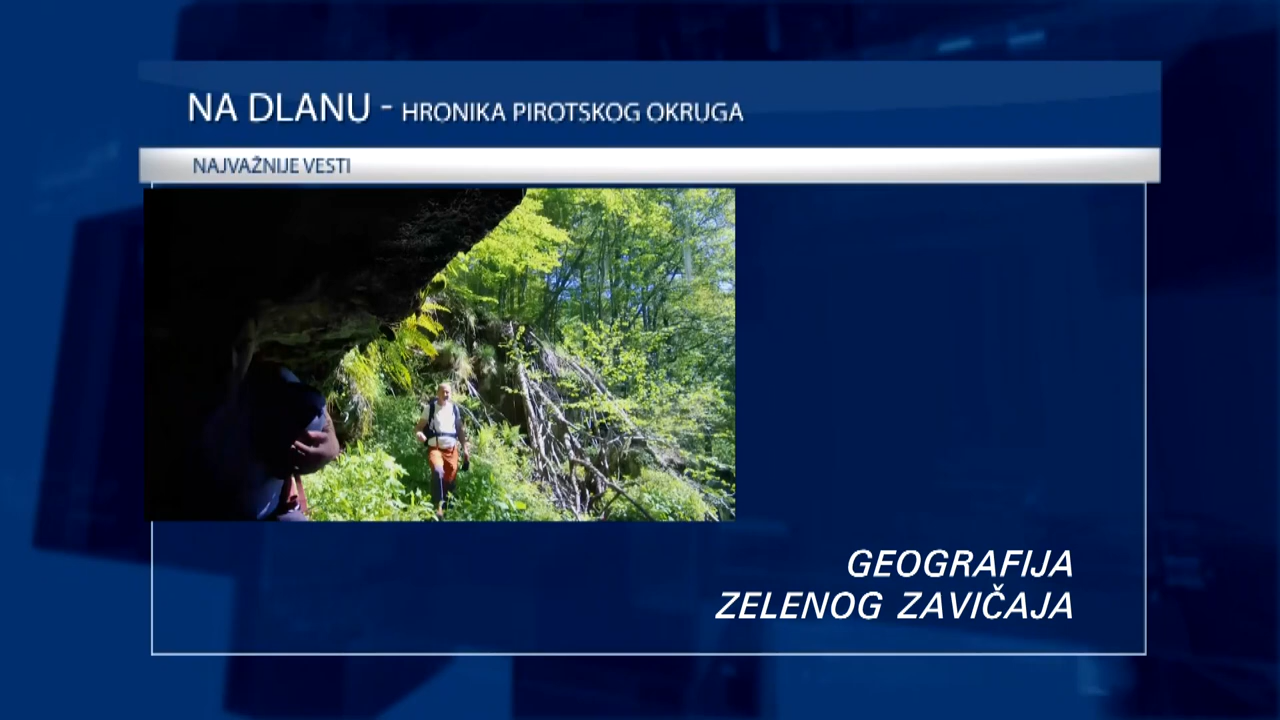 NA DLANU - HRONIKA PIROTSKOG OKRUGA
NAJVAŽNIJE VESTI
GEOGRAFIJA
ZELENOG ZAVIČAJA